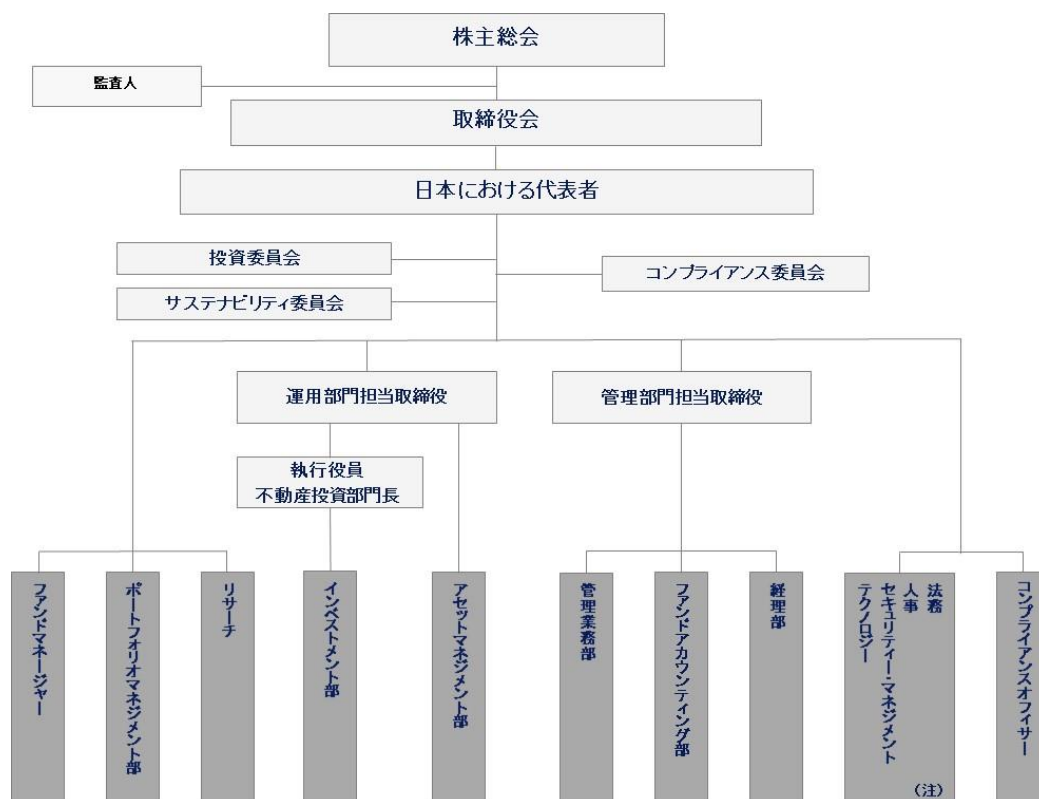 株主総会
監査人
取締役会
日本における代表者
投資委員会
コンプライアンス委員会
サステナビリティ委員会
運用部門担当取締役
管理部門担当取締役
執行役員
不動産投資部門長
ファンドマネージャー
ポートフォリオマネジメント部
リサーチ
インベストメント部
アセットマネジメント部
管理業務部
ファンドアカウンティング部
経理部
法務
人事
セキュリティー・マネジメント
テクノロジー
(注)
コンプライアンスオフィサー